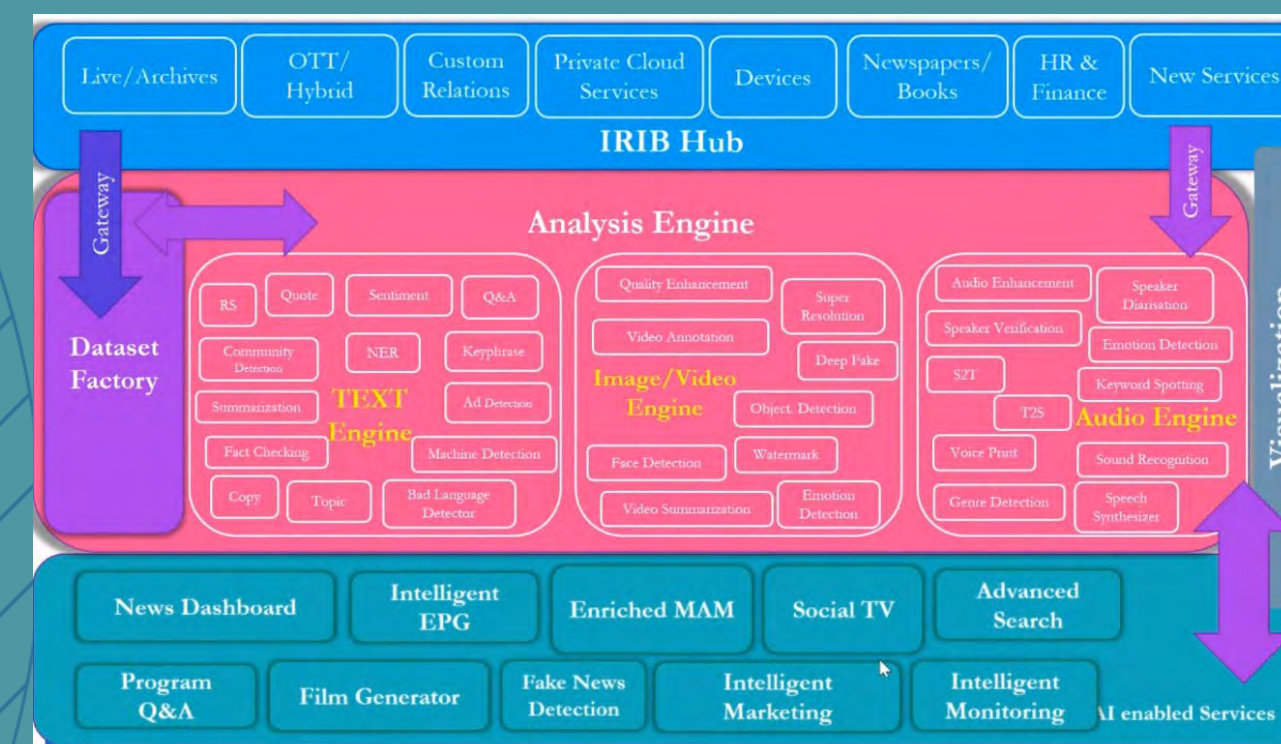 Live/Archives
OTT/
Hybrid
Custom
Relations
Private Cloud
Services
Devices
Newspapers/
Books
HR &
Finance
New Services
IRIB Hub
Gateway
Gateway
Analysis Engine
Dataset
Factory
RS
Quote
Sentiment
Q&A
Community
Detection
NER
Keyphrase
Summarization
TEXT
Engine
Ad Detection
Fact Checking
Machine Detection
Copy
Topic
Bad Language
Detector
Quality Enhancement
Super
Resolution
Video Annotation
Deep Fake
Image/Video
Engine
Object. Detection
Face Detection
Watermark
Video Summarization
Emotion
Detection
Audio Enhancement
Speaker
Diarisation
Speaker Verification
Emotion Detection
S2T
Keyword Spotting
T2S
Audio Engine
Voice Print
Sound Recognition
Genre Detection
Speech
Synthesizer
Visualization
News Dashboard
Intelligent
EPG
Enriched MAM
Social TV
Advanced
Search
Program
Q&A
Film Generator
Fake News
Detection
Intelligent
Marketing
Intelligent
Monitoring
AI enabled Services